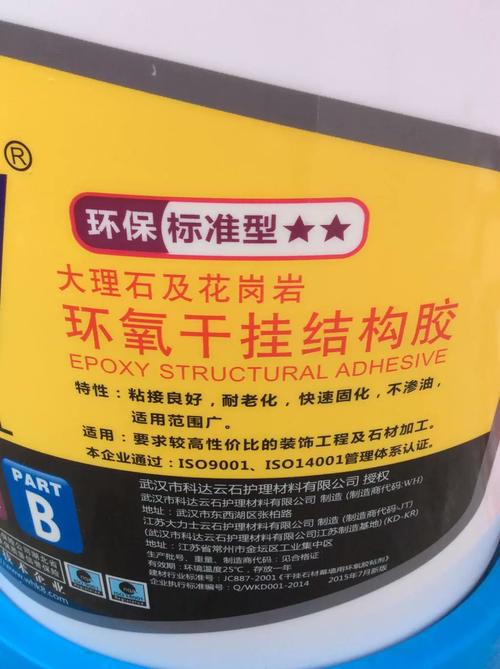 ®
环保 标准型 ★★
大理石及花岗岩
环氧干挂结构胶
EPOXY STRUCTURAL ADHESIVE
特性：粘接良好，耐老化，快速固化，不渗油，
适用范围广。
适用：要求较高性价比的装饰工程及石材加工。
本企业通过：ISO9001、ISO14001管理体系认证。
PART
B
武汉市科达云石护理材料有限公司 授权
武汉市科达云石护理材料有限公司 制造 (制造商代码:WH)
地址：武汉市东西湖区张柏路
江苏大力士云石护理材料有限公司 制造 (制造商代码-JT)
(武汉市科达云石护理材料有限公司江苏制造基地) (KD-KR)
地址：江苏省常州市金坛区工业集中区
生产批号、重量、制造商代码：见合格证
有效期：环境温度25℃，存放一年
2015年7月新版
建材行业标准号：JC887-2001《干挂石材幕墙用环氧胶粘剂》
企业执行标准编号：Q/WKD001-2014
技术企业
www.whk8.com